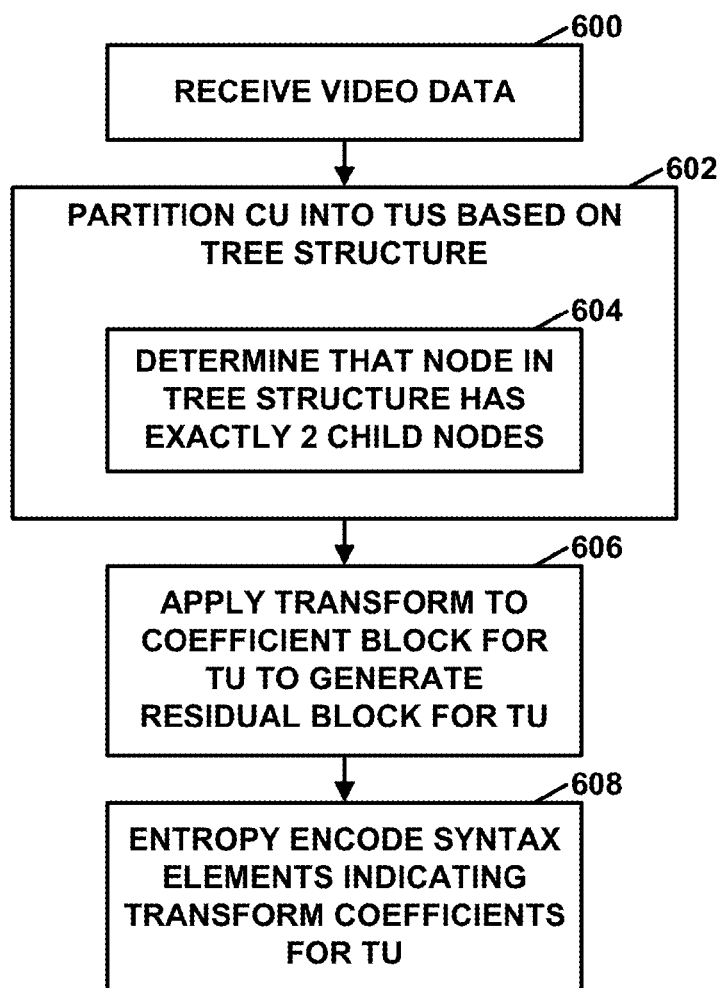 600
RECEIVE VIDEO DATA
602
PARTITION CU INTO TUS BASED ON
TREE STRUCTURE
604
DETERMINE THAT NODE IN
TREE STRUCTURE HAS
EXACTLY 2 CHILD NODES
606
APPLY TRANSFORM TO
COEFFICIENT BLOCK FOR
TU TO GENERATE
RESIDUAL BLOCK FOR TU
608
ENTROPY ENCODE SYNTAX
ELEMENTS INDICATING
TRANSFORM COEFFICIENTS
FOR TU